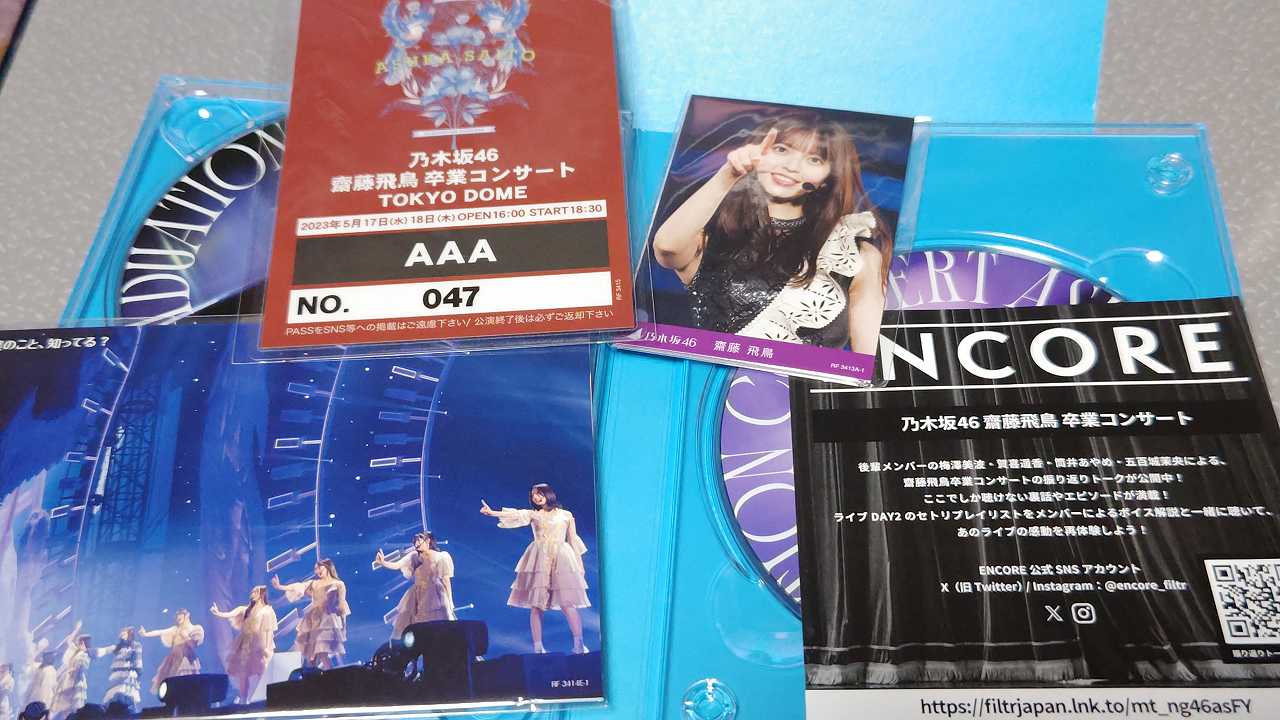 ASUKA SAITO
乃木坂46
齋藤飛鳥 卒業コンサート
TOKYO DOME
2023年5月17日(水) 18日(木) OPEN16:00 START18:30
AAA
NO. 047
PASSをSNS等への掲載はご遠慮下さい/公演終了後は必ずご返却下さい
RF 3415
乃木坂46 齋藤 飛鳥
RF 3413A-1
DUATION
ERT A
CONC
のこと、知ってる?
RF 3414E-1
ENCORE
乃木坂46 齋藤飛鳥 卒業コンサート
後輩メンバーの梅澤美波・賀喜遥香・筒井あやめ・五百城茉央による、
齋藤飛鳥卒業コンサートの振り返りトークが公開中!
ここでしか聴けない裏話やエピソードが満載!
ライブ DAY2 のセトリプレイリストをメンバーによるボイス解説と一緒に聴いて、
あのライブの感動を再体験しよう!
ENCORE 公式 SNS アカウント
X(旧 Twitter)/ Instagram:@encore_filtr
振り返りトー
https://filtrjapan.lnk.to/mt_ng46asFY